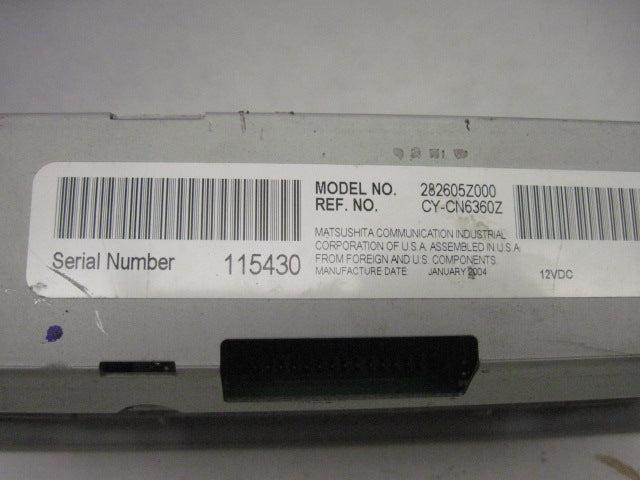 MODEL NO. 282605Z000
REF. NO. CY-CN6360Z
MATSUSHITA COMMUNICATION INDUSTRIAL
CORPORATION OF U.S.A. ASSEMBLED IN U.S.A
FROM FOREIGN AND U.S. COMPONENTS.
MANUFACTURE DATE: JANUARY 2004
12VDC
Serial Number 115430